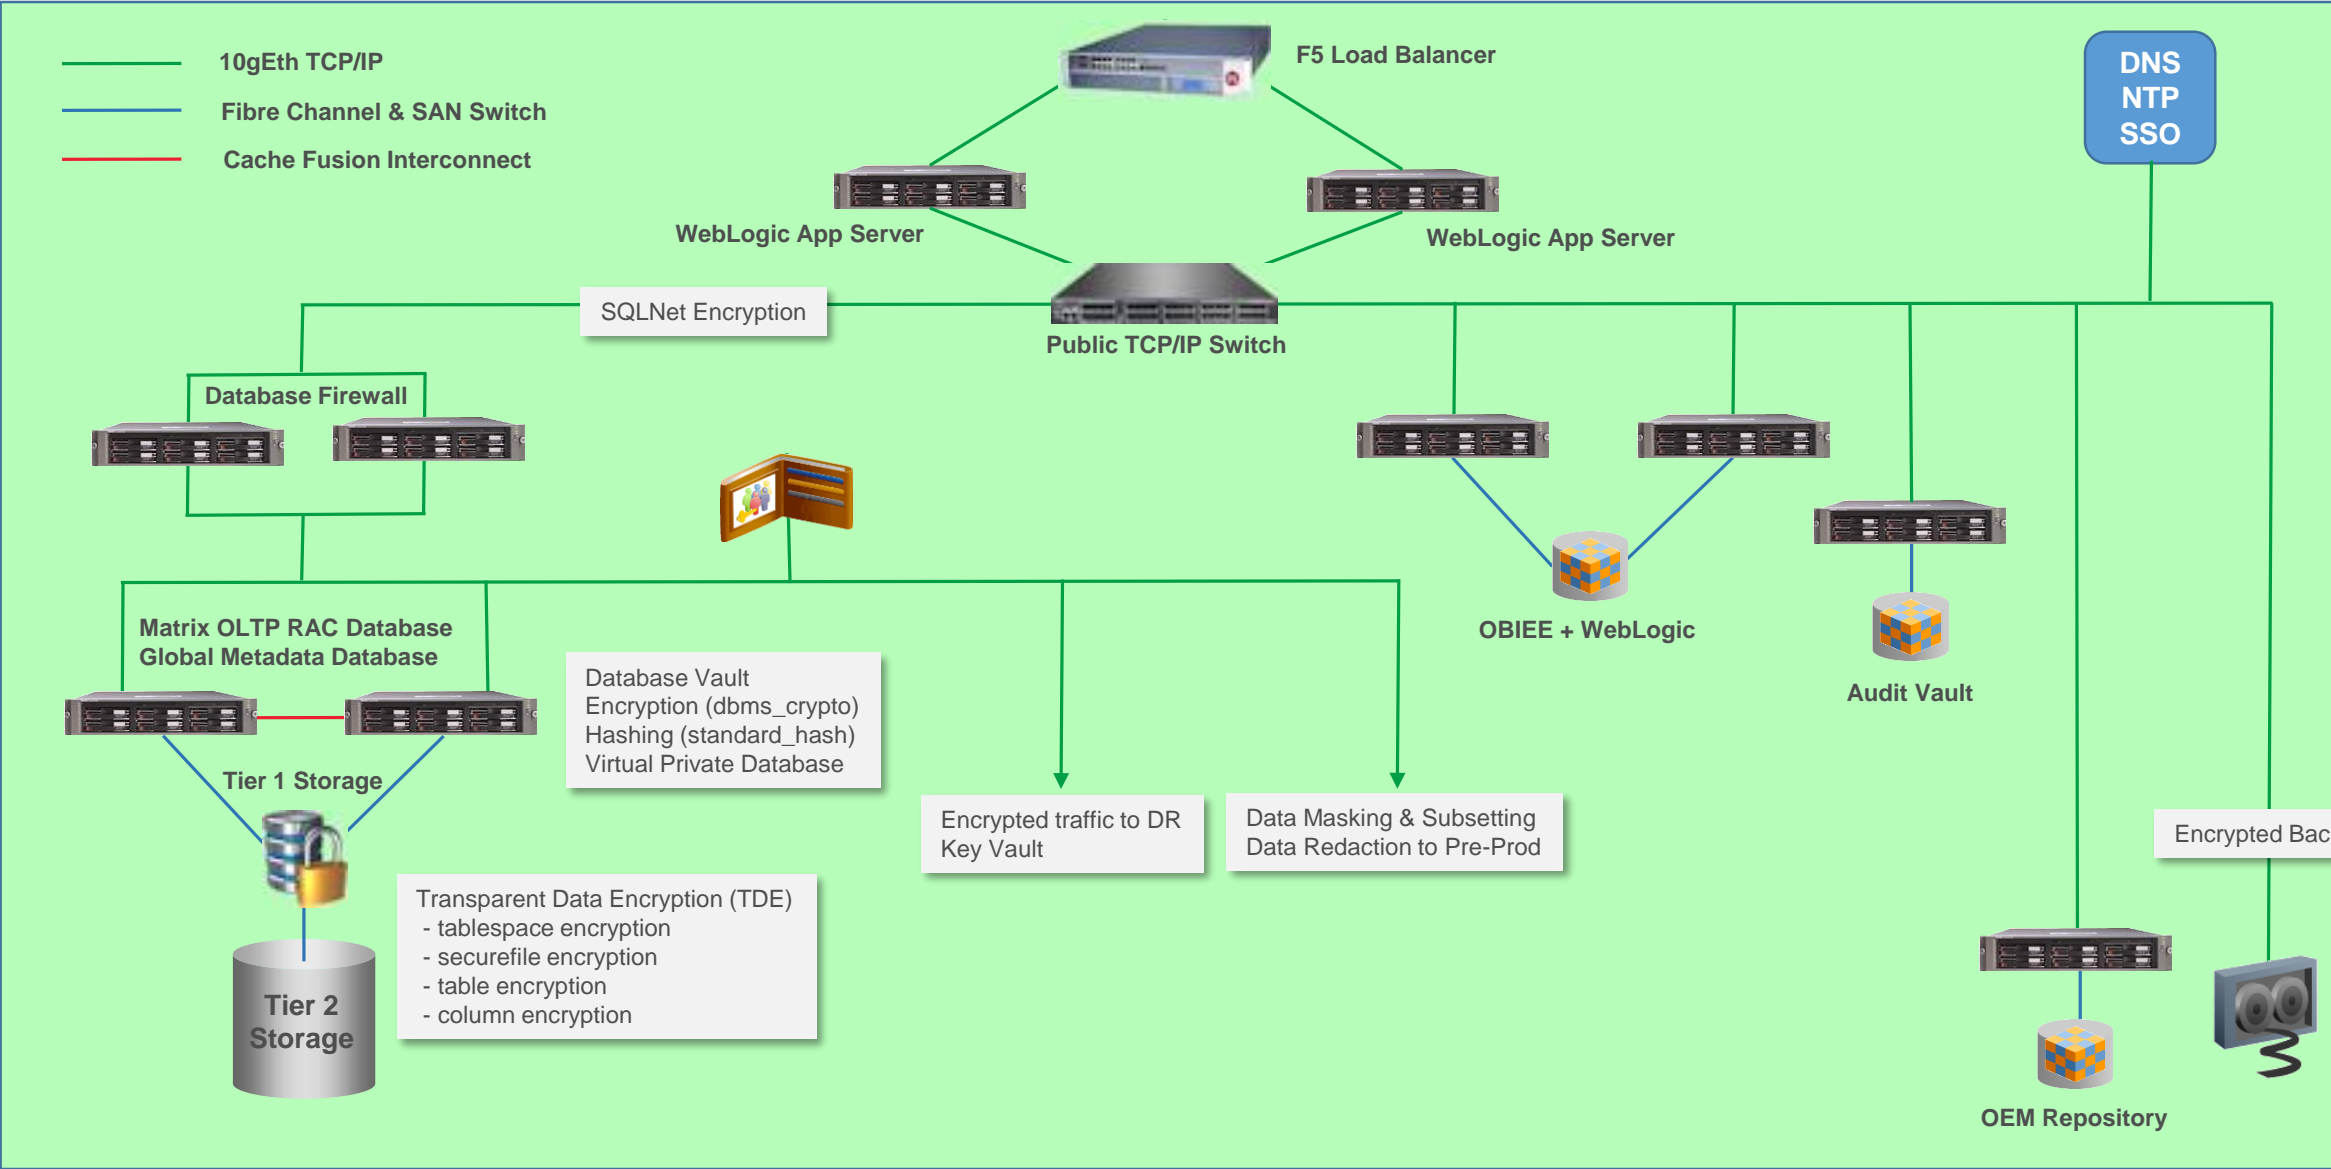 10gEth TCP/IP
Fibre Channel & SAN Switch
Cache Fusion Interconnect
F5 Load Balancer
DNS
NTP
SSO
WebLogic App Server
WebLogic App Server
SQLNet Encryption
Public TCP/IP Switch
Database Firewall
Matrix OLTP RAC Database
Global Metadata Database
OBIEE + WebLogic
Audit Vault
Database Vault
Encryption (dbms_crypto)
Hashing (standard_hash)
Virtual Private Database
Tier 1 Storage
Encrypted traffic to DR
Key Vault
Data Masking & Subsetting
Data Redaction to Pre-Prod
Encrypted Bac
Transparent Data Encryption (TDE)
- tablespace encryption
- securefile encryption
- table encryption
- column encryption
Tier 2
Storage
OEM Repository